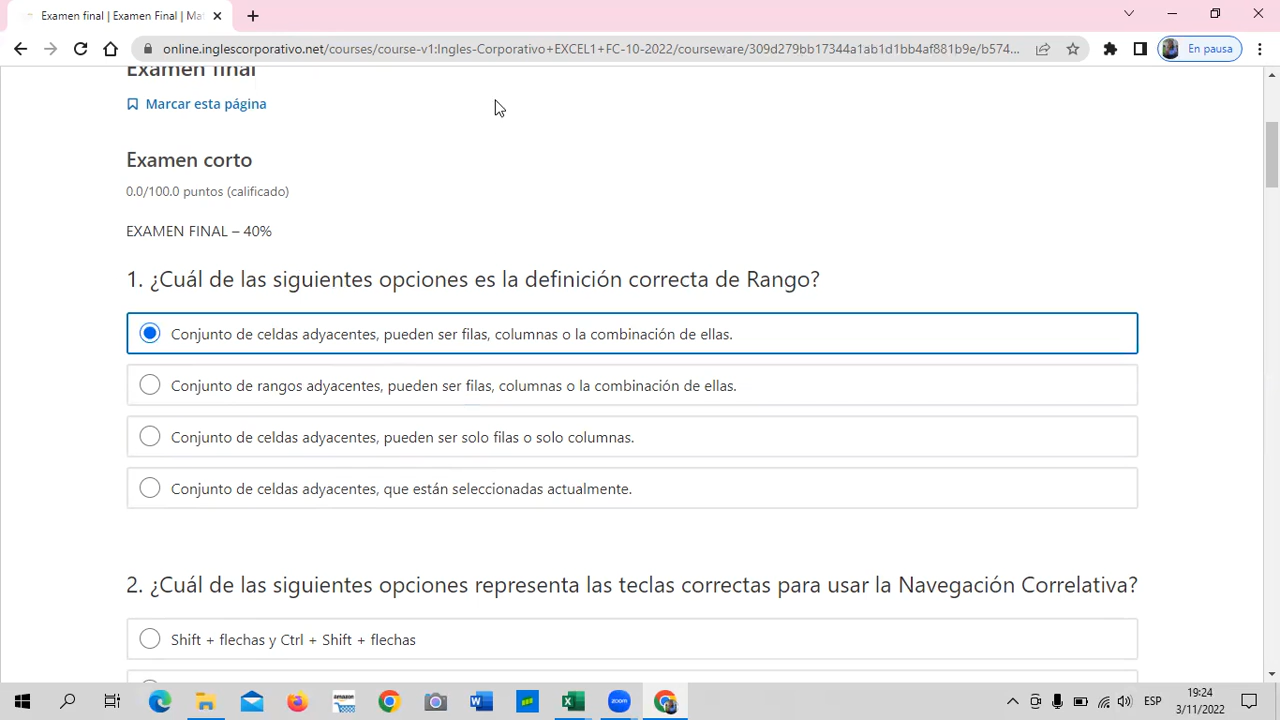 Examen final | Examen Final | Mat
online.inglescorporativo.net/courses/course-v1:Ingles-Corporativo+EXCEL1+FC-10-2022/courseware/309d279bb17344a1ab1d1bb4af881b9e/b574...
En pausa
Examen final
Marcar esta página
Examen corto
0.0/100.0 puntos (calificado)
EXAMEN FINAL – 40%
1. ¿Cuál de las siguientes opciones es la definición correcta de Rango?
Conjunto de celdas adyacentes, pueden ser filas, columnas o la combinación de ellas.
Conjunto de rangos adyacentes, pueden ser filas, columnas o la combinación de ellas.
Conjunto de celdas adyacentes, pueden ser solo filas o solo columnas.
Conjunto de celdas adyacentes, que están seleccionadas actualmente.
2. ¿Cuál de las siguientes opciones representa las teclas correctas para usar la Navegación Correlativa?
Shift + flechas y Ctrl + Shift + flechas
amazon
zoom
ESP
19:24
3/11/2022